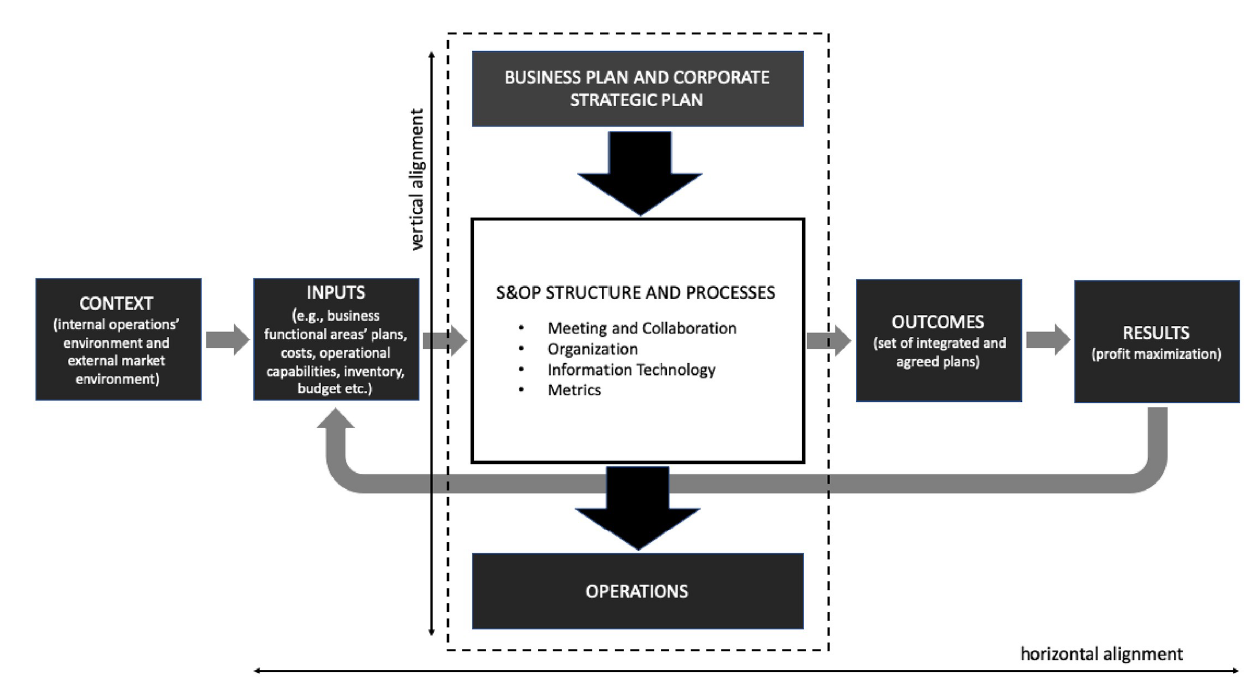 BUSINESS PLAN AND CORPORATE
STRATEGIC PLAN
vertical alignment
CONTEXT
(internal operations'
environment and
external market
environment)
INPUTS
(e.g., business
functional areas' plans,
costs, operational
capabilities, inventory,
budget etc.)
S&OP STRUCTURE AND PROCESSES
• Meeting and Collaboration
• Organization
• Information Technology
• Metrics
OUTCOMES
(set of integrated and
agreed plans)
RESULTS
(profit maximization)
OPERATIONS
horizontal alignment